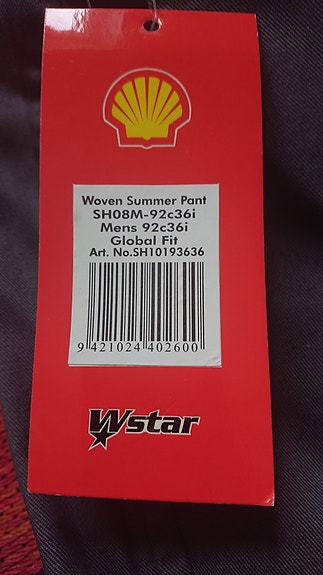 Woven Summer Pant
SH08M-92c36i
Mens 92c36i
Global Fit
Art. No.SH10193636
9 421024 402600
Wstar